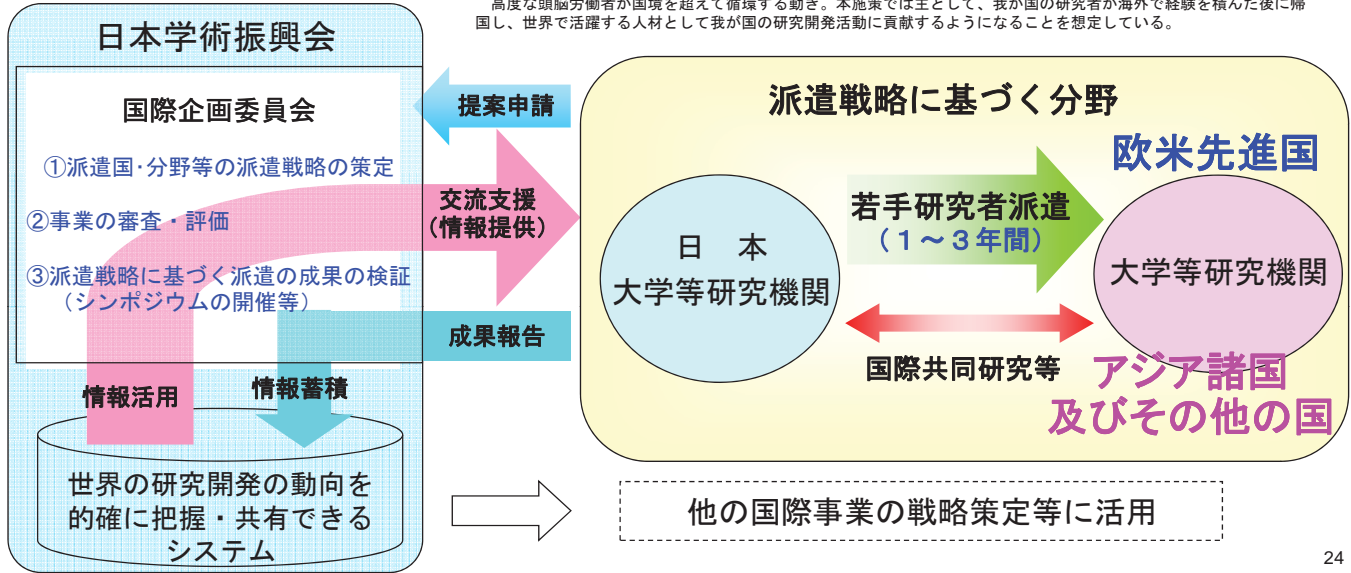 高度な頭脳労働者が国境を超えて循環する動き。本施策では主として、我が国の研究者が海外で経験を積んだ後に帰
国し、世界で活躍する人材として我が国の研究開発活動に貢献するようになることを想定している。
日本学術振興会
国際企画委員会
①派遣国・分野等の派遣戦略の策定
②事業の審査・評価
③派遣戦略に基づく派遣の成果の検証
（シンポジウムの開催等）
提案申請
交流支援
（情報提供）
成果報告
情報活用
情報蓄積
世界の研究開発の動向を
的確に把握・共有できる
システム
派遣戦略に基づく分野
欧米先進国
若手研究者派遣
（１～３年間）
日　本
大学等研究機関
大学等研究機関
国際共同研究等
アジア諸国
及びその他の国
他の国際事業の戦略策定等に活用
24